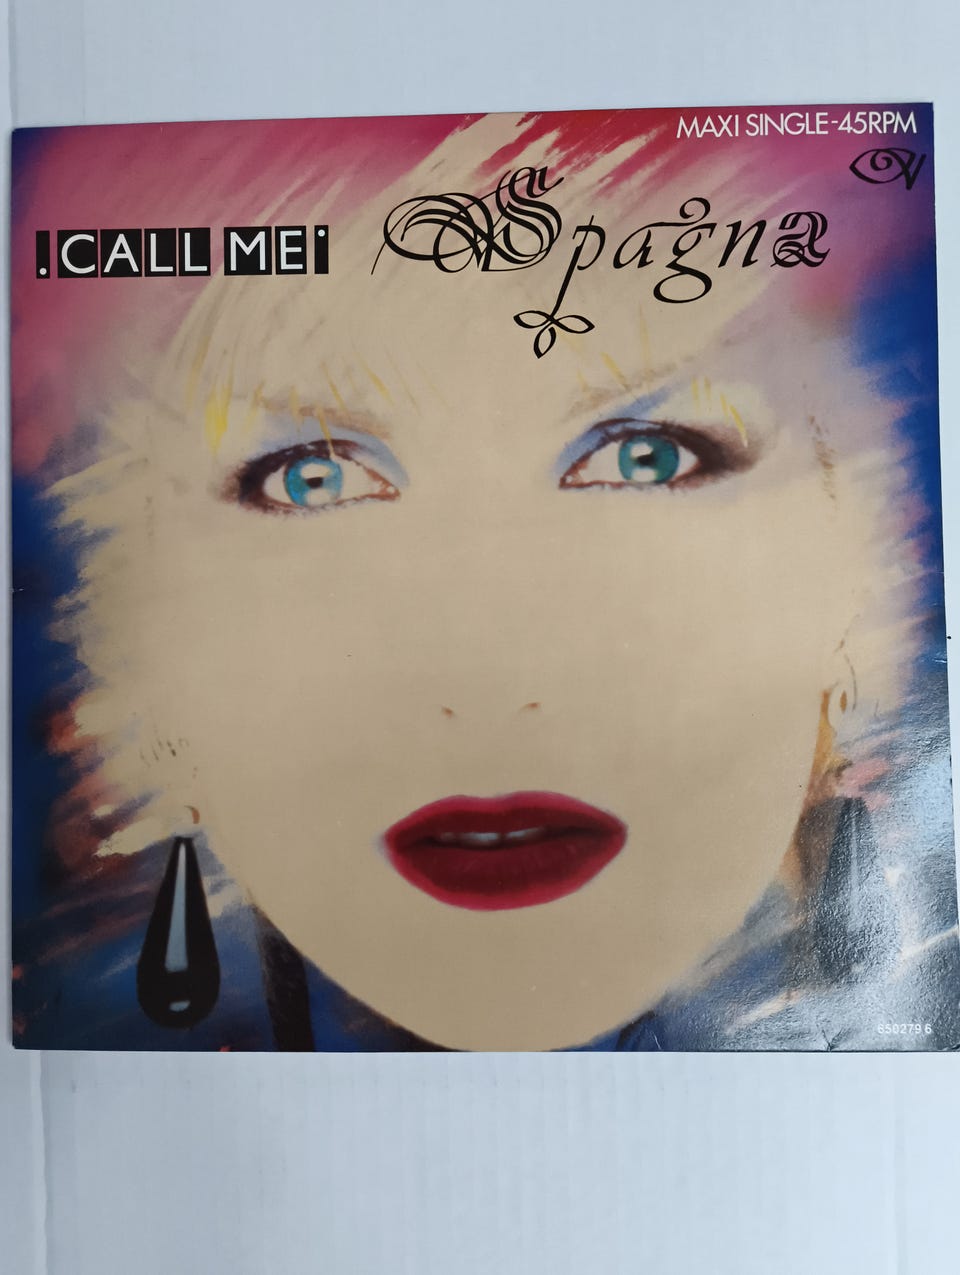 MAXI SINGLE-45RPM
.CALL ME· Spagna
650279 6